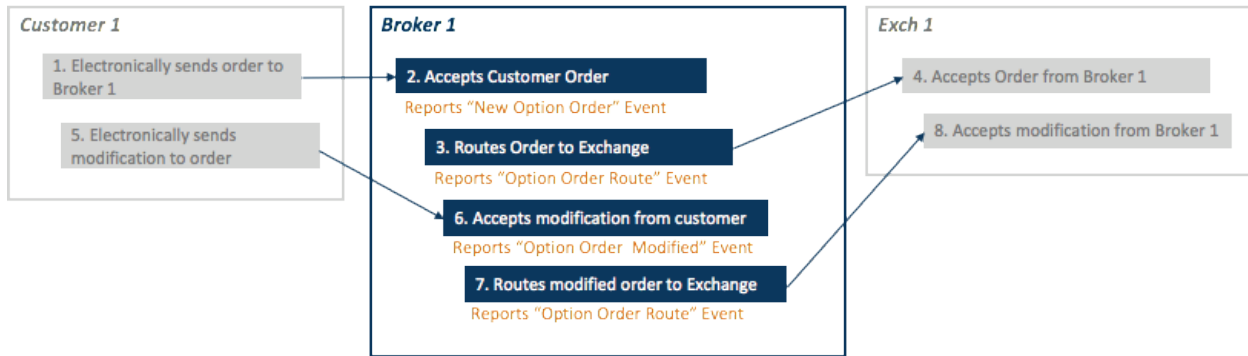 Customer 1
1. Electronically sends order to
Broker 1
5. Electronically sends
modification to order
Broker 1
2. Accepts Customer Order
Reports “New Option Order” Event
3. Routes Order to Exchange
Reports “Option Order Route” Event
6. Accepts modification from customer
Reports “Option Order  Modified” Event
7. Routes modified order to Exchange
Reports “Option Order Route” Event
Exch 1
4. Accepts Order from Broker 1
8. Accepts modification from Broker 1